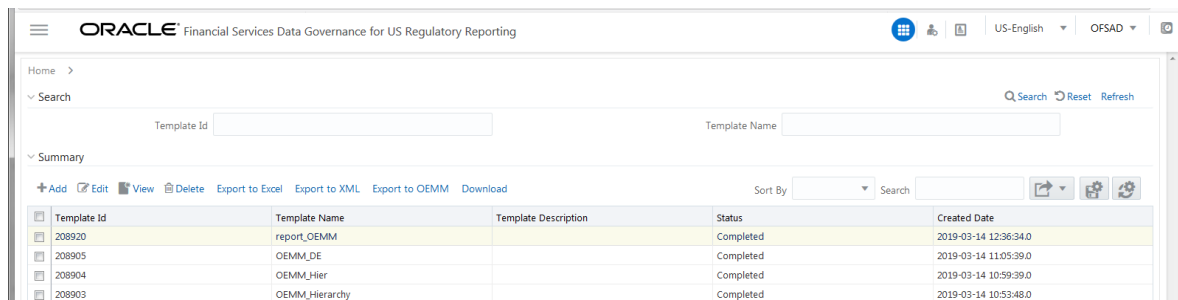 ORACLE® Financial Services Data Governance for US Regulatory Reporting US-English OFSAD
Home >
Search Search Reset Refresh
Template Id Template Name
Summary
Add Edit View Delete Export to Excel Export to XML Export to OEMM Download Sort By Search
Template Id Template Name Template Description Status Created Date
208920 report_OEMM Completed 2019-03-14 12:36:34.0
208905 OEMM_DE Completed 2019-03-14 11:05:39.0
208904 OEMM_Hier Completed 2019-03-14 10:59:39.0
208903 OEMM_Hierarchy Completed 2019-03-14 10:53:48.0